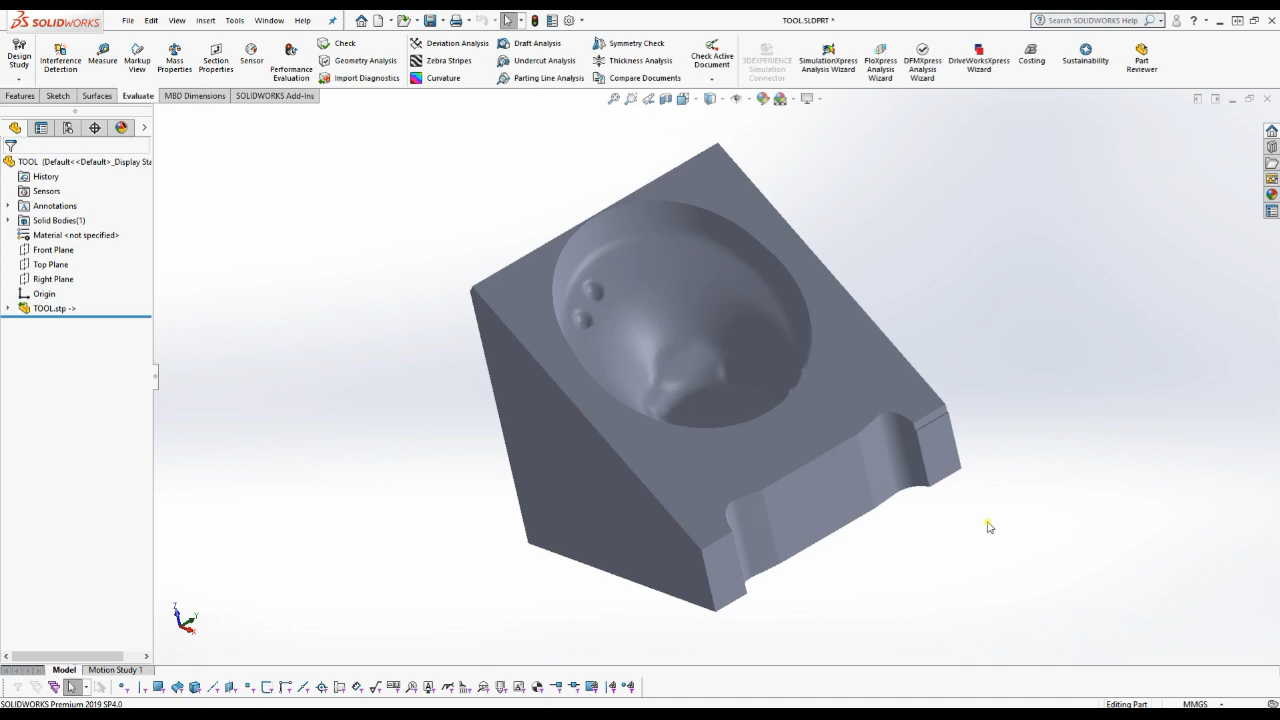 SOLIDWORKS File Edit View Insert Tools Window Help TOOL.SLDPRT * Search SOLIDWORKS Help
Design Study
Interference Detection
Measure
Markup View
Mass Properties
Section Properties
Sensor
Performance Evaluation
Check
Geometry Analysis
Import Diagnostics
Deviation Analysis
Zebra Stripes
Curvature
Draft Analysis
Undercut Analysis
Parting Line Analysis
Symmetry Check
Thickness Analysis
Compare Documents
Check Active Document
3DEXPERIENCE Simulation Connector
SimulationXpress Analysis Wizard
FloXpress Analysis Wizard
DFMXpress Analysis Wizard
DriveWorksXpress Wizard
Costing
Sustainability
Part Reviewer
Features Sketch Surfaces Evaluate MBD Dimensions SOLIDWORKS Add-Ins
TOOL (Default<<Default>_Display Sta
History
Sensors
Annotations
Solid Bodies(1)
Material <not specified>
Front Plane
Top Plane
Right Plane
Origin
TOOL.stp ->
Z
Y
X
Model Motion Study 1
SOLIDWORKS Premium 2019 SP4.0 Editing Part MMGS